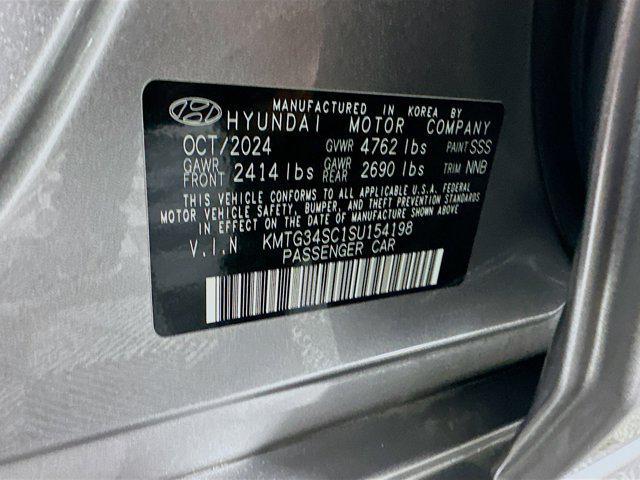 MANUFACTURED IN KOREA BY
HYUNDAI MOTOR COMPANY
OCT/2024 GVWR 4762 lbs PAINT SSS
GAWR FRONT 2414 lbs GAWR REAR 2690 lbs TRIM NNB
THIS VEHICLE CONFORMS TO ALL APPLICABLE U.S.A. FEDERAL
MOTOR VEHICLE SAFETY, BUMPER, AND THEFT PREVENTION
STANDARDS IN EFFECT ON THE DATE OF MANUFACTURE SHOWN ABOVE.
V.I.N KMTG34SC1SU154198
PASSENGER CAR